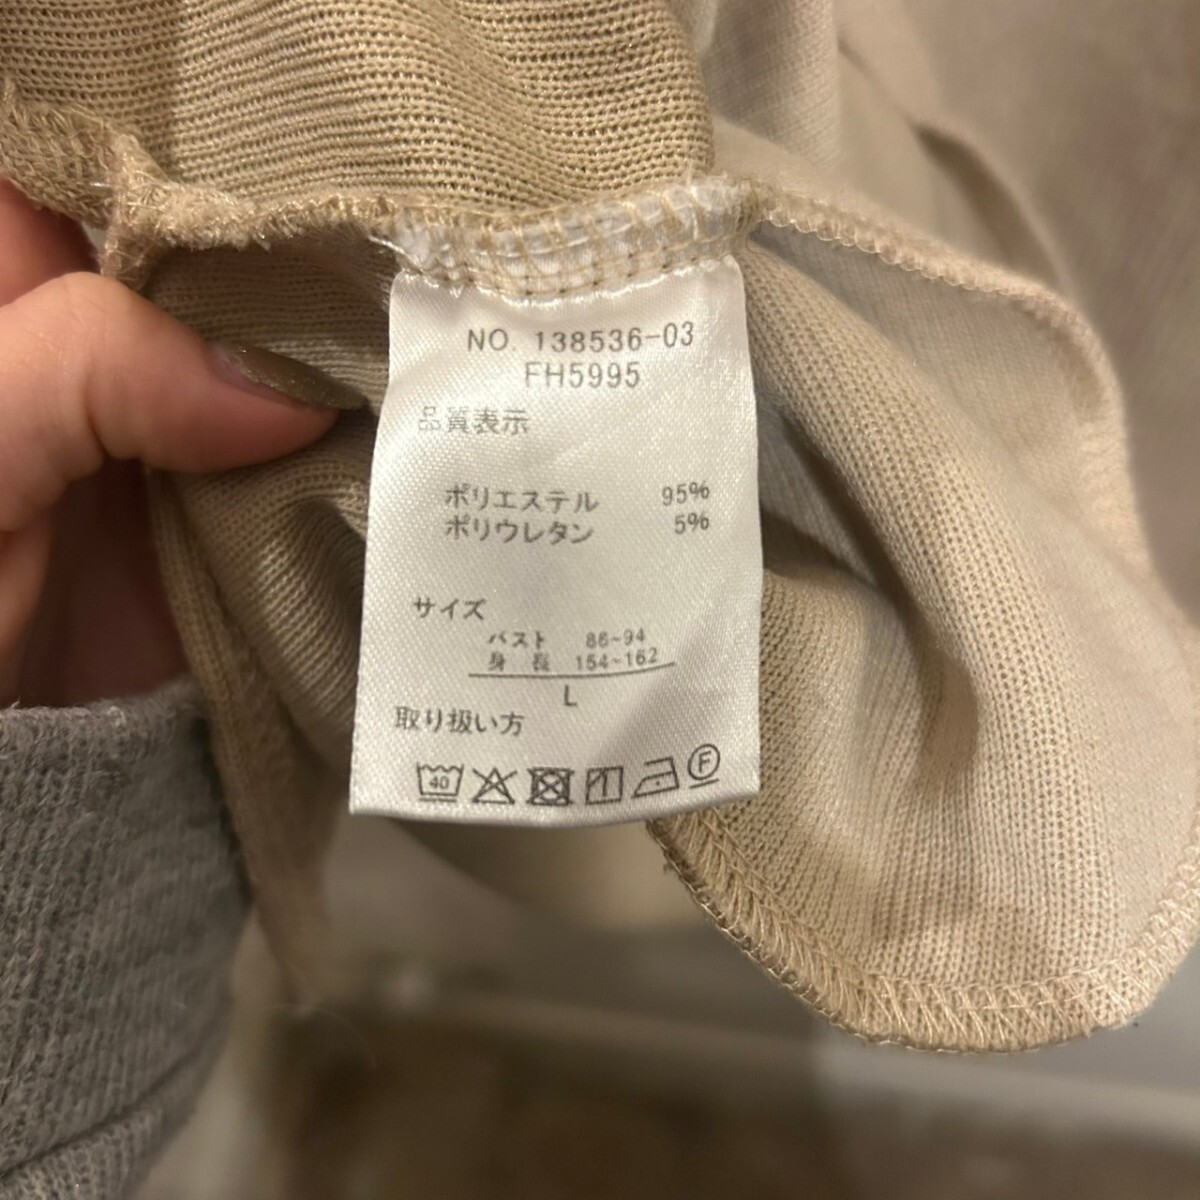 NO. 138536-03
FH5995
品質表示
ポリエステル 95%
ポリウレタン 5%
サイズ
バスト 86~94
身 長 154~162
L
取り扱い方
40 F